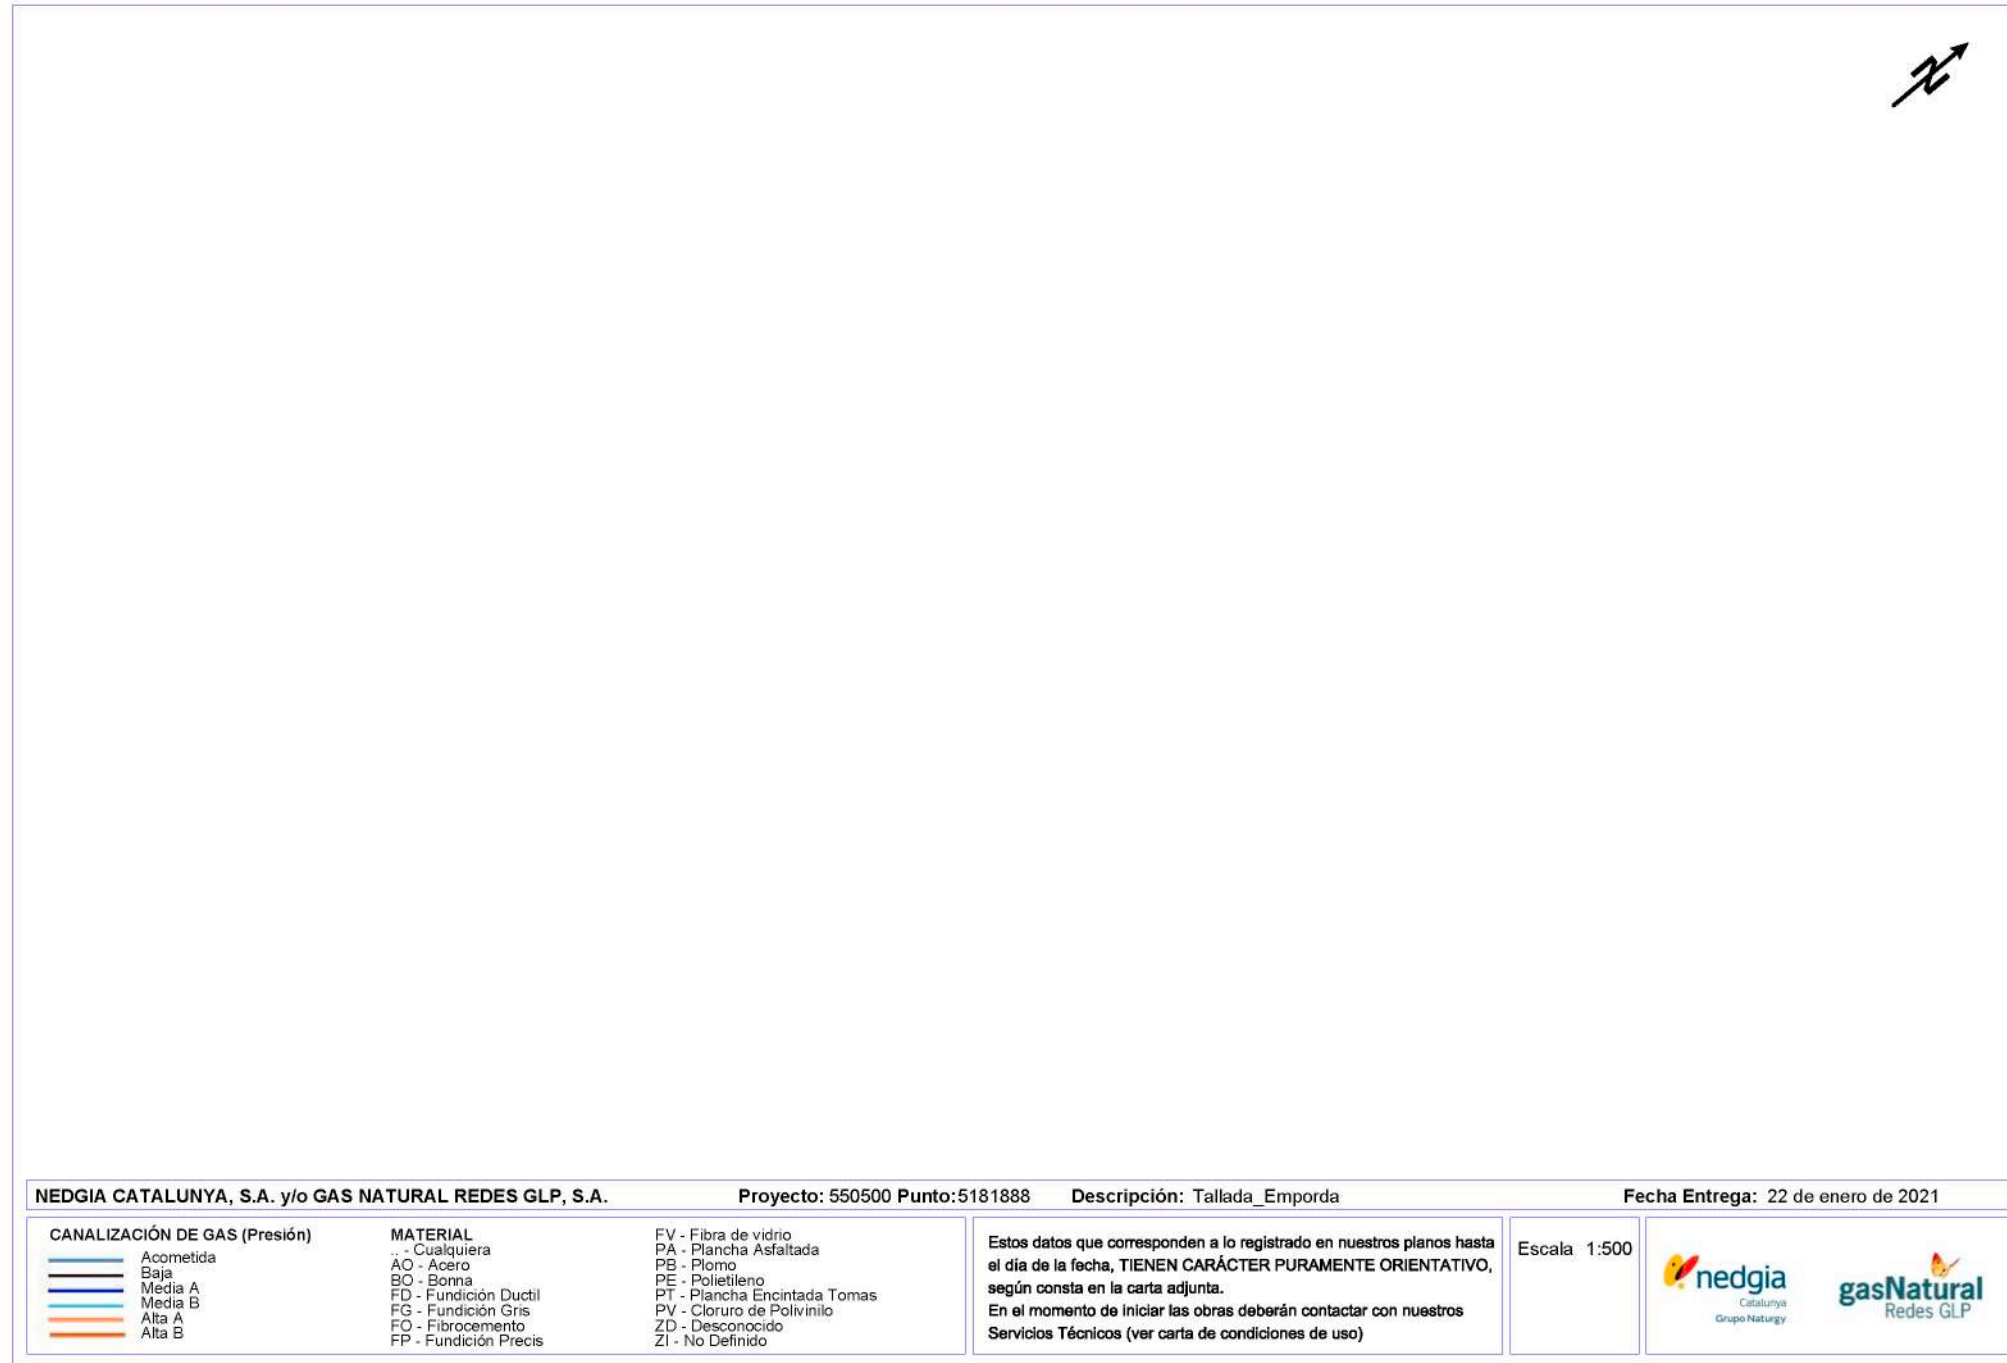 N
NEDGIA CATALUNYA, S.A. y/o GAS NATURAL REDES GLP, S.A. Proyecto: 550500 Punto:5181888 Descripción: Tallada_Emporda Fecha Entrega: 22 de enero de 2021
CANALIZACIÓN DE GAS (Presión)
Acometida
Baja
Media A
Media B
Alta A
Alta B
MATERIAL
.. - Cualquiera
AO - Acero
BO - Bonna
FD - Fundición Ductil
FG - Fundición Gris
FO - Fibrocemento
FP - Fundición Precis
FV - Fibra de vidrio
PA - Plancha Asfaltada
PB - Plomo
PE - Polietileno
PT - Plancha Encintada Tomas
PV - Cloruro de Polivinilo
ZD - Desconocido
ZI - No Definido
Estos datos que corresponden a lo registrado en nuestros planos hasta
el día de la fecha, TIENEN CARÁCTER PURAMENTE ORIENTATIVO,
según consta en la carta adjunta.
En el momento de iniciar las obras deberán contactar con nuestros
Servicios Técnicos (ver carta de condiciones de uso)
Escala 1:500
nedgia
Catalunya
Grupo Naturgy
gasNatural
Redes GLP